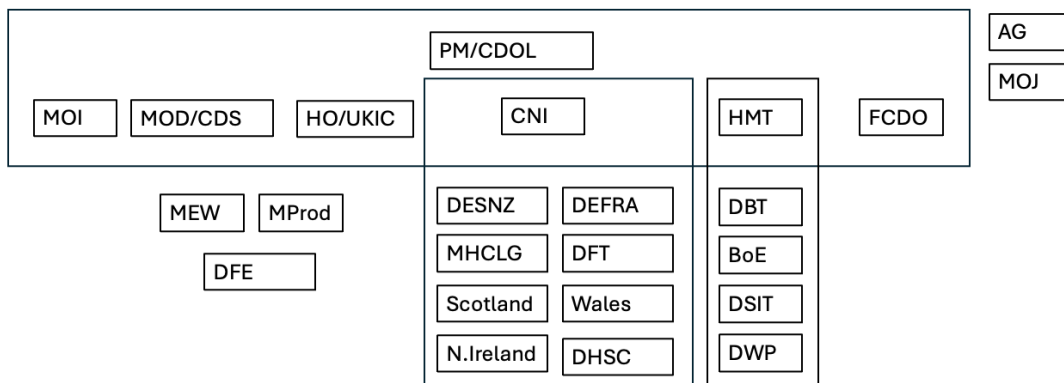 PM/CDOL
AG
MOJ
MOI
MOD/CDS
HO/UKIC
CNI
HMT
FCDO
MEW
MProd
DFE
DESNZ
DEFRA
MHCLG
DFT
Scotland
Wales
N.Ireland
DHSC
DBT
BoE
DSIT
DWP